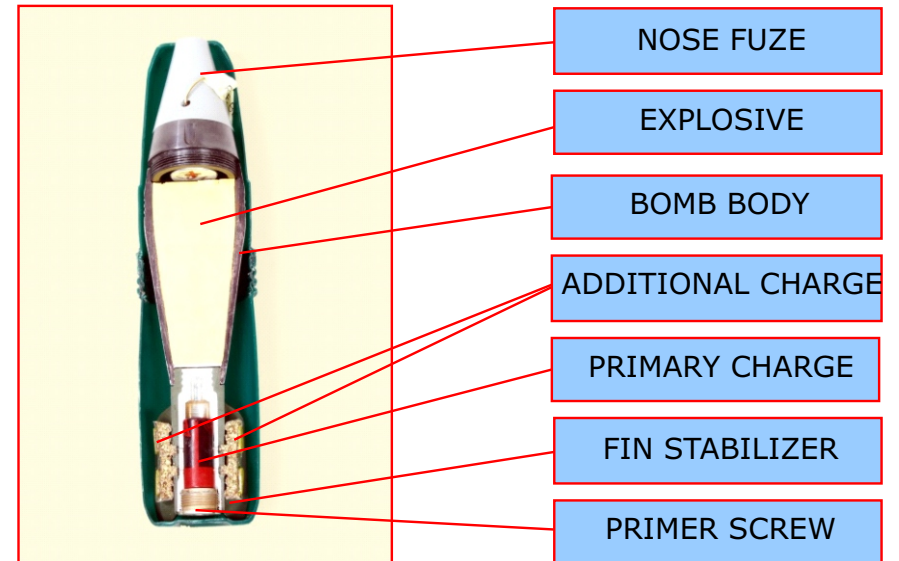 NOSE FUZE
EXPLOSIVE
BOMB BODY
ADDITIONAL CHARGE
PRIMARY CHARGE
FIN STABILIZER
PRIMER SCREW